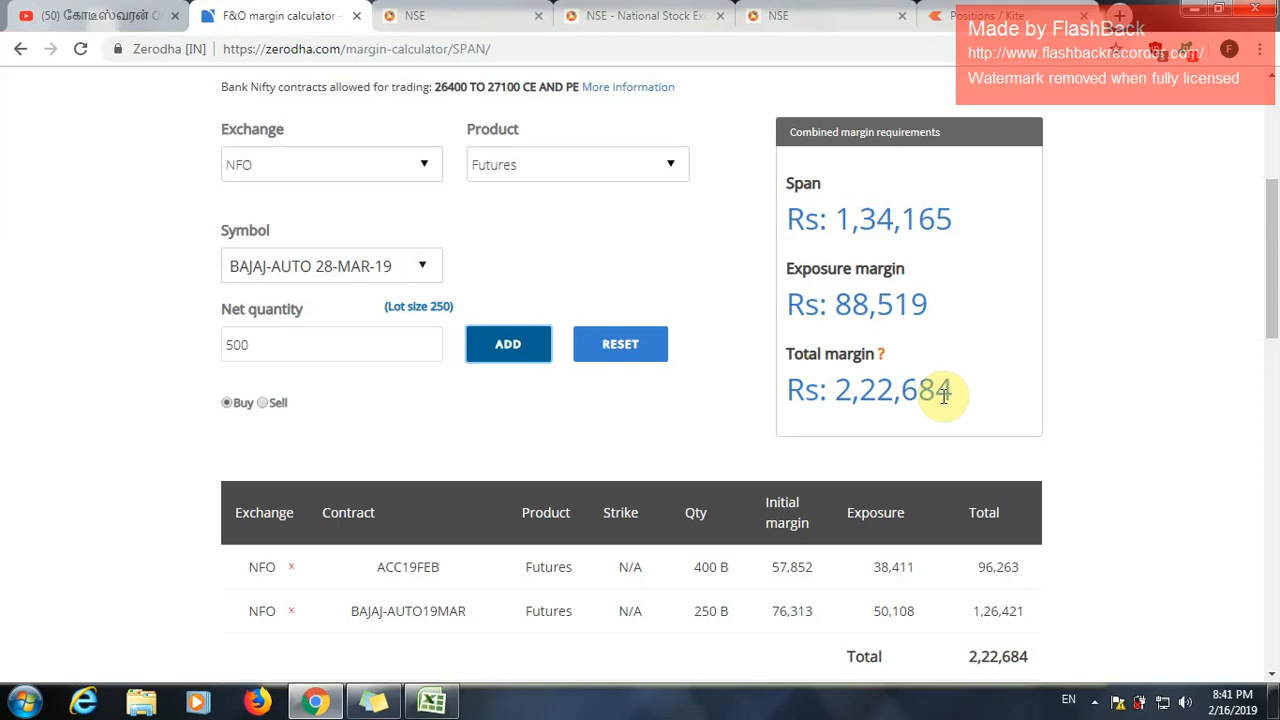 (50) கோடீஸ்வரன் C
F&O margin calculator -
NSE
NSE - National Stock Ex
NSE
Positions / Kite
Made by FlashBack
http://www.flashbackrecorder.com/
Watermark removed when fully licensed
Zerodha [IN]
https://zerodha.com/margin-calculator/SPAN/
F
Bank Nifty contracts allowed for trading: 26400 TO 27100 CE AND PE More information
Exchange
Product
NFO
Futures
Symbol
BAJAJ-AUTO 28-MAR-19
Net quantity
(Lot size 250)
500
ADD
RESET
Buy
Sell
Combined margin requirements
Span
Rs: 1,34,165
Exposure margin
Rs: 88,519
Total margin ?
Rs: 2,22,684
Exchange Contract Product Strike Qty Initial margin Exposure Total
NFO x ACC19FEB Futures N/A 400 B 57,852 38,411 96,263
NFO x BAJAJ-AUTO19MAR Futures N/A 250 B 76,313 50,108 1,26,421
Total 2,22,684
EN
8:41 PM
2/16/2019